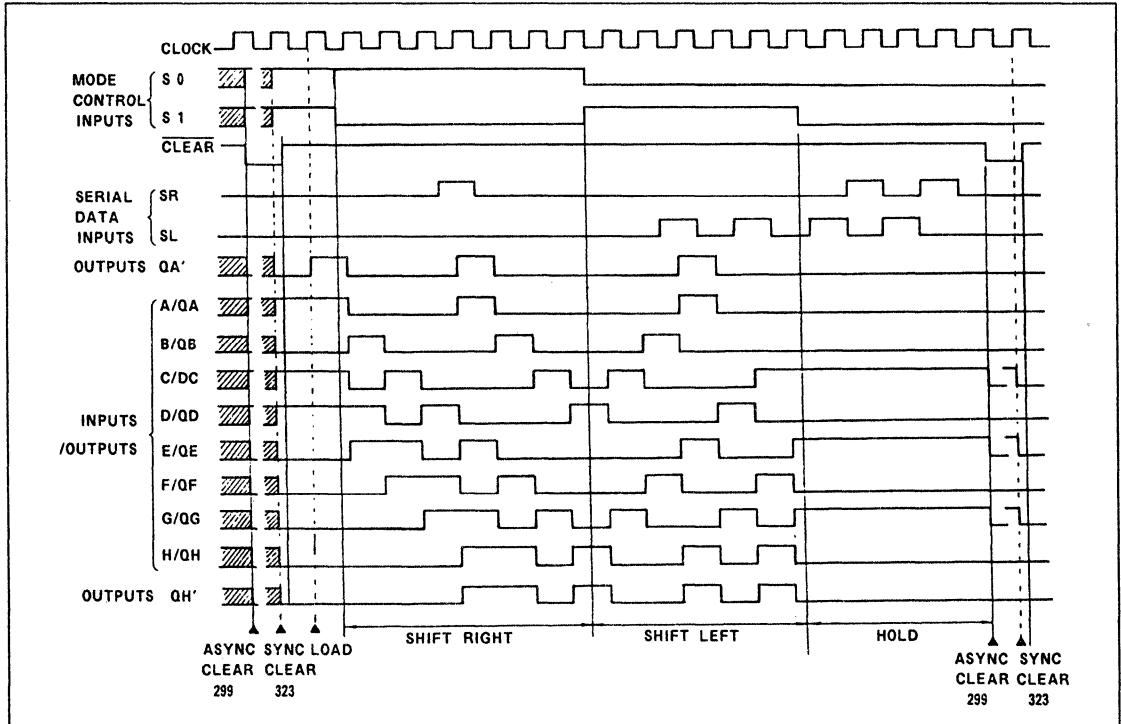 CLOCK
MODE
CONTROL
INPUTS
S 0
S 1
CLEAR
SERIAL
DATA
INPUTS
SR
SL
OUTPUTS QA'
A/QA
B/QB
C/DC
D/QD
INPUTS
/OUTPUTS
E/QE
F/QF
G/QG
H/QH
OUTPUTS QH'
SHIFT RIGHT
SHIFT LEFT
HOLD
ASYNC
CLEAR
299
SYNC
CLEAR
323
LOAD
ASYNC
CLEAR
299
SYNC
CLEAR
323